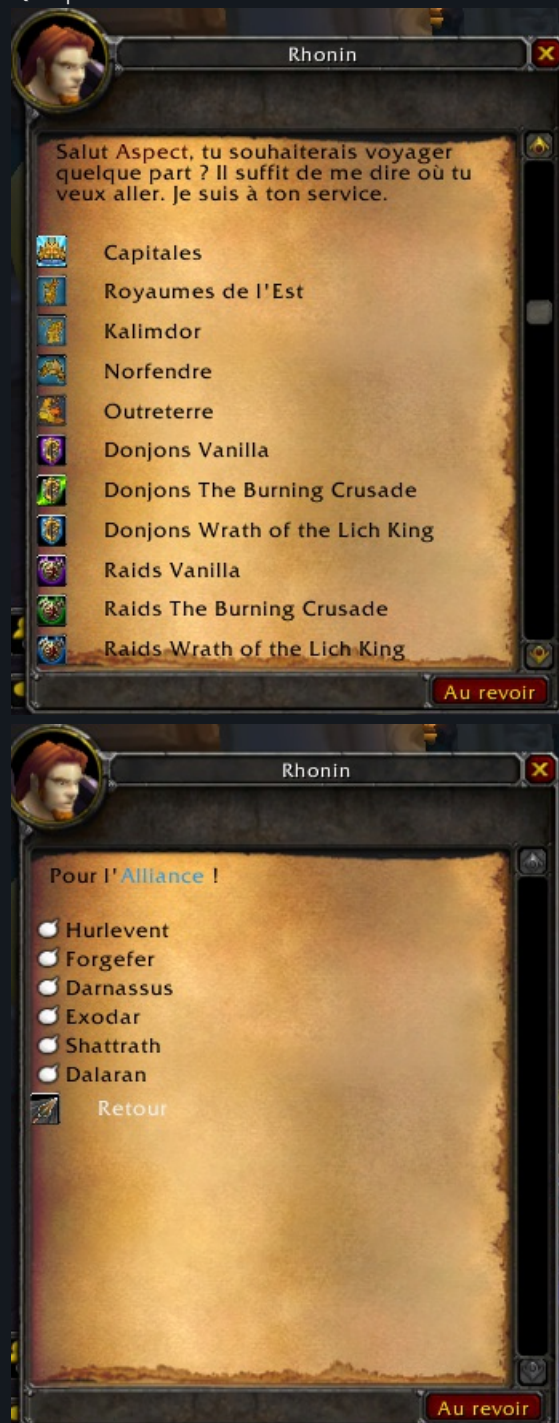 Rhonin
Salut Aspect, tu souhaiterais voyager
quelque part ? Il suffit de me dire où tu
veux aller. Je suis à ton service.
Capitales
Royaumes de l'Est
Kalimdor
Norfendre
Outreterre
Donjons Vanilla
Donjons The Burning Crusade
Donjons Wrath of the Lich King
Raids Vanilla
Raids The Burning Crusade
Raids Wrath of the Lich King
Au revoir
Rhonin
Pour l'Alliance !
Hurlevent
Forgefer
Darnassus
Exodar
Shattrath
Dalaran
Retour
Au revoir